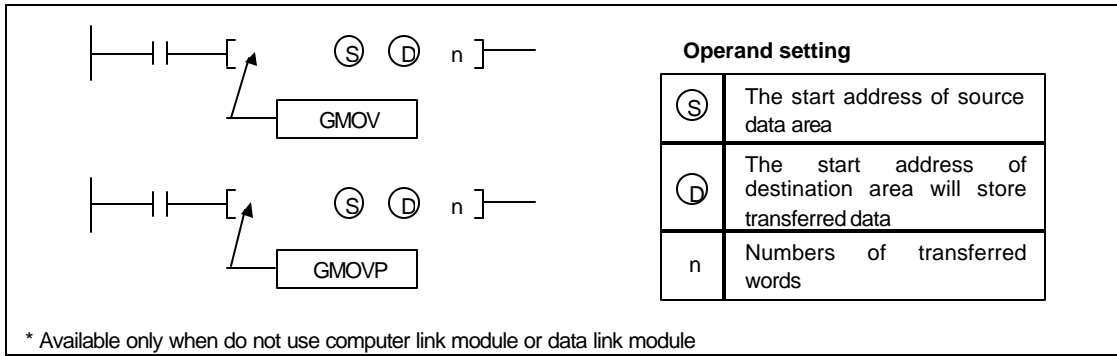 S D n
GMOV
S D n
GMOVP
Operand setting
S The start address of source
data area
D The start address of
destination area will store
transferred data
n Numbers of transferred
words
* Available only when do not use computer link module or data link module